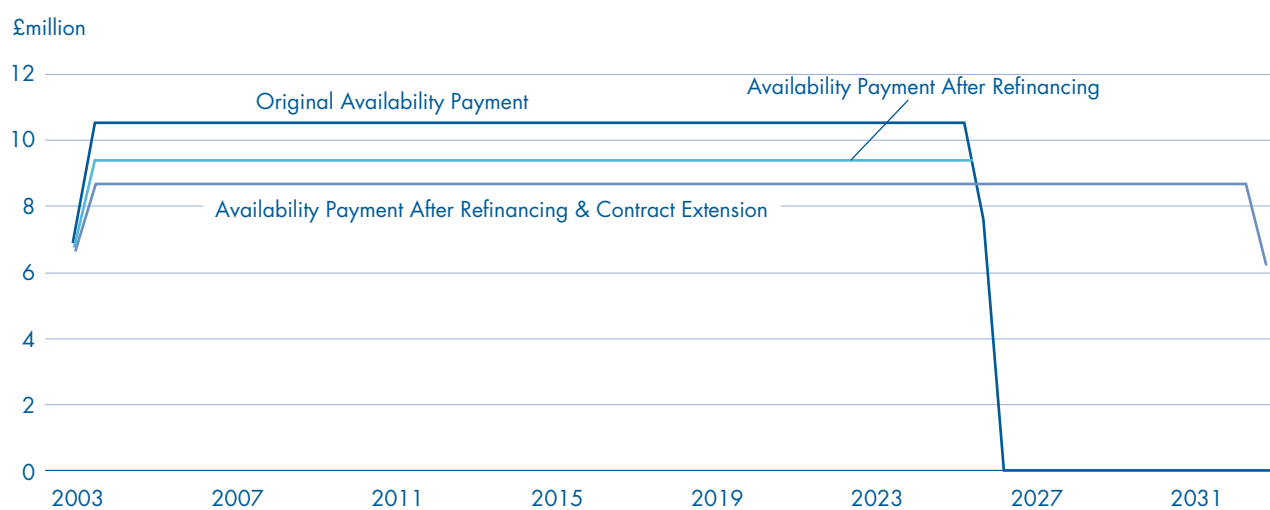 £million
12
Availability Payment After Refinancing
Original Availability Payment
10
8
Availability Payment After Refinancing & Contract Extension
6
4
2
0
2003 2007 2011 2015 2019 2023 2027 2031